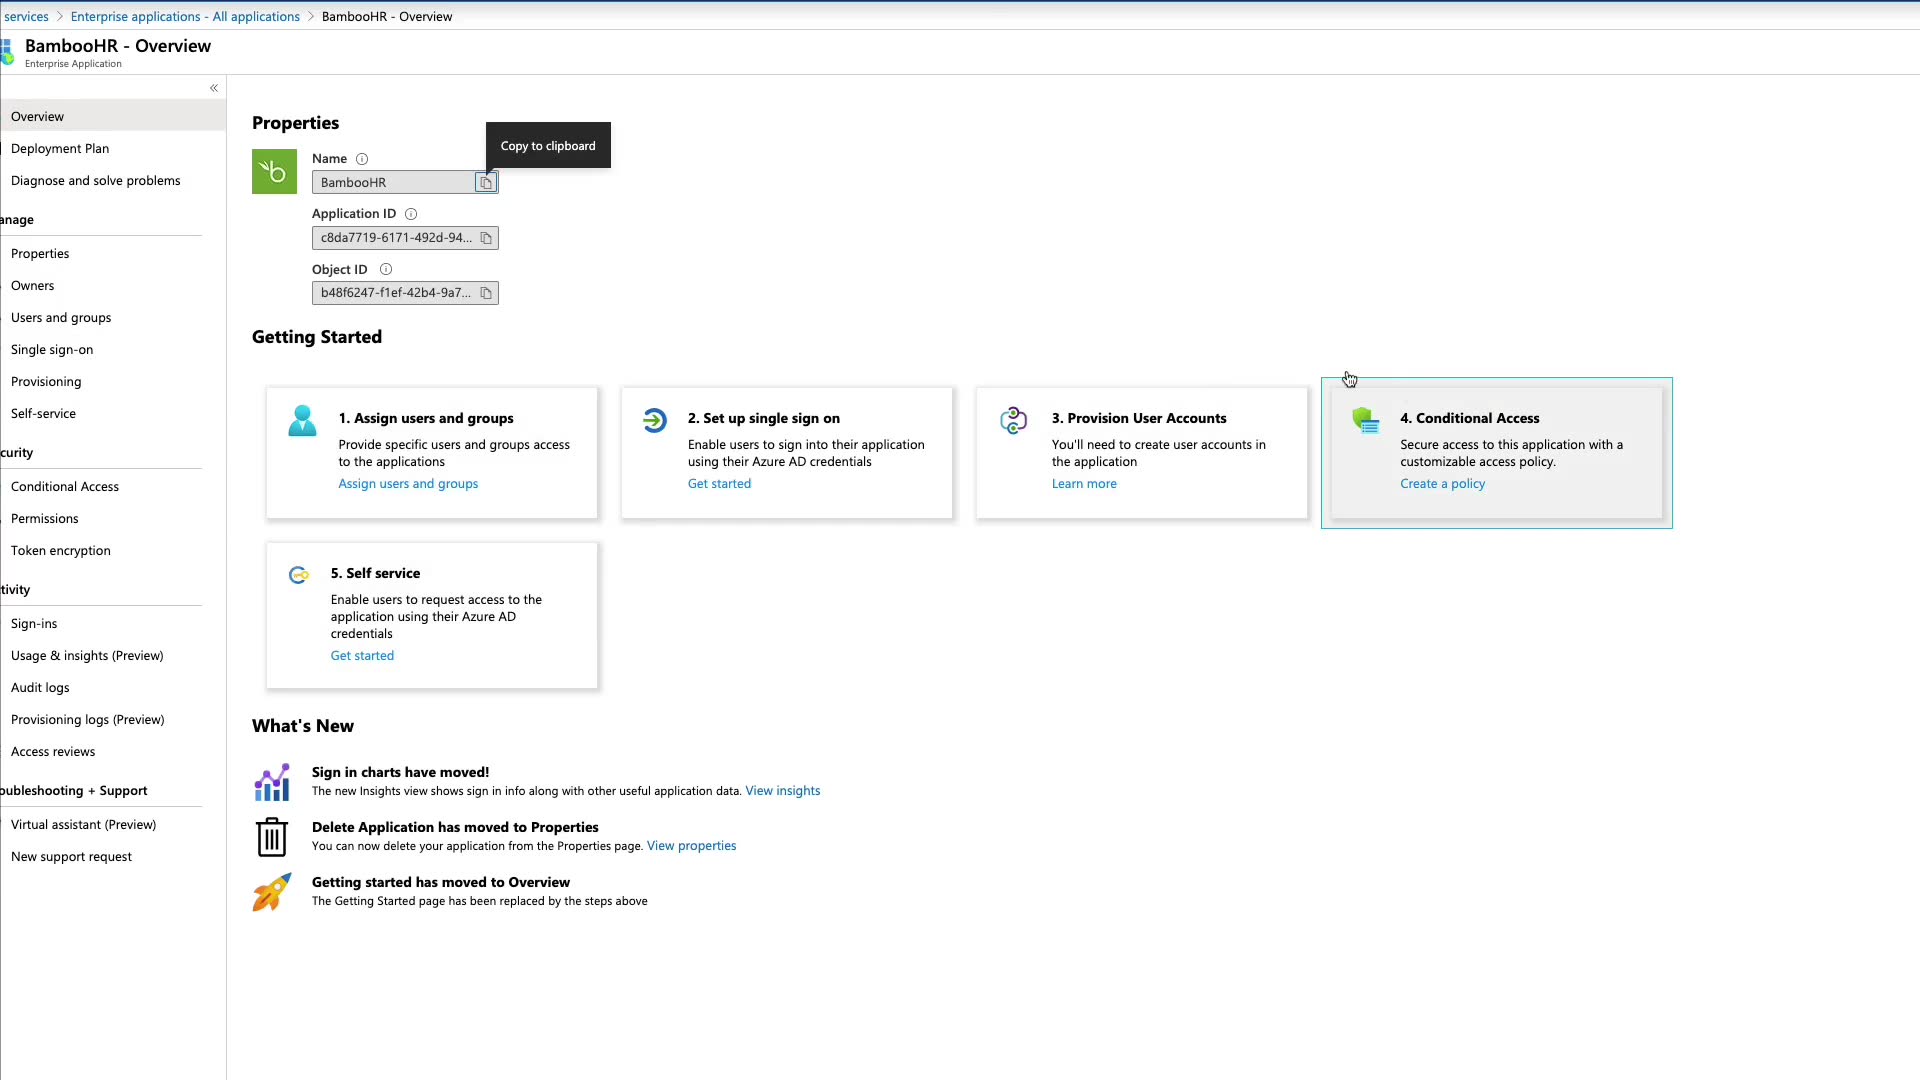 services > Enterprise applications - All applications > BambooHR - Overview
BambooHR - Overview
Enterprise Application
«
Overview
Deployment Plan
Diagnose and solve problems
anage
Properties
Owners
Users and groups
Single sign-on
Provisioning
Self-service
curity
Conditional Access
Permissions
Token encryption
tivity
Sign-ins
Usage & insights (Preview)
Audit logs
Provisioning logs (Preview)
Access reviews
oubleshooting + Support
Virtual assistant (Preview)
New support request
Properties
Copy to clipboard
Name
BambooHR
Application ID
c8da7719-6171-492d-94...
Object ID
b48f6247-f1ef-42b4-9a7...
Getting Started
1. Assign users and groups
Provide specific users and groups access
to the applications
Assign users and groups
2. Set up single sign on
Enable users to sign into their application
using their Azure AD credentials
Get started
3. Provision User Accounts
You'll need to create user accounts in
the application
Learn more
4. Conditional Access
Secure access to this application with a
customizable access policy.
Create a policy
5. Self service
Enable users to request access to the
application using their Azure AD
credentials
Get started
What's New
Sign in charts have moved!
The new Insights view shows sign in info along with other useful application data. View insights
Delete Application has moved to Properties
You can now delete your application from the Properties page. View properties
Getting started has moved to Overview
The Getting Started page has been replaced by the steps above